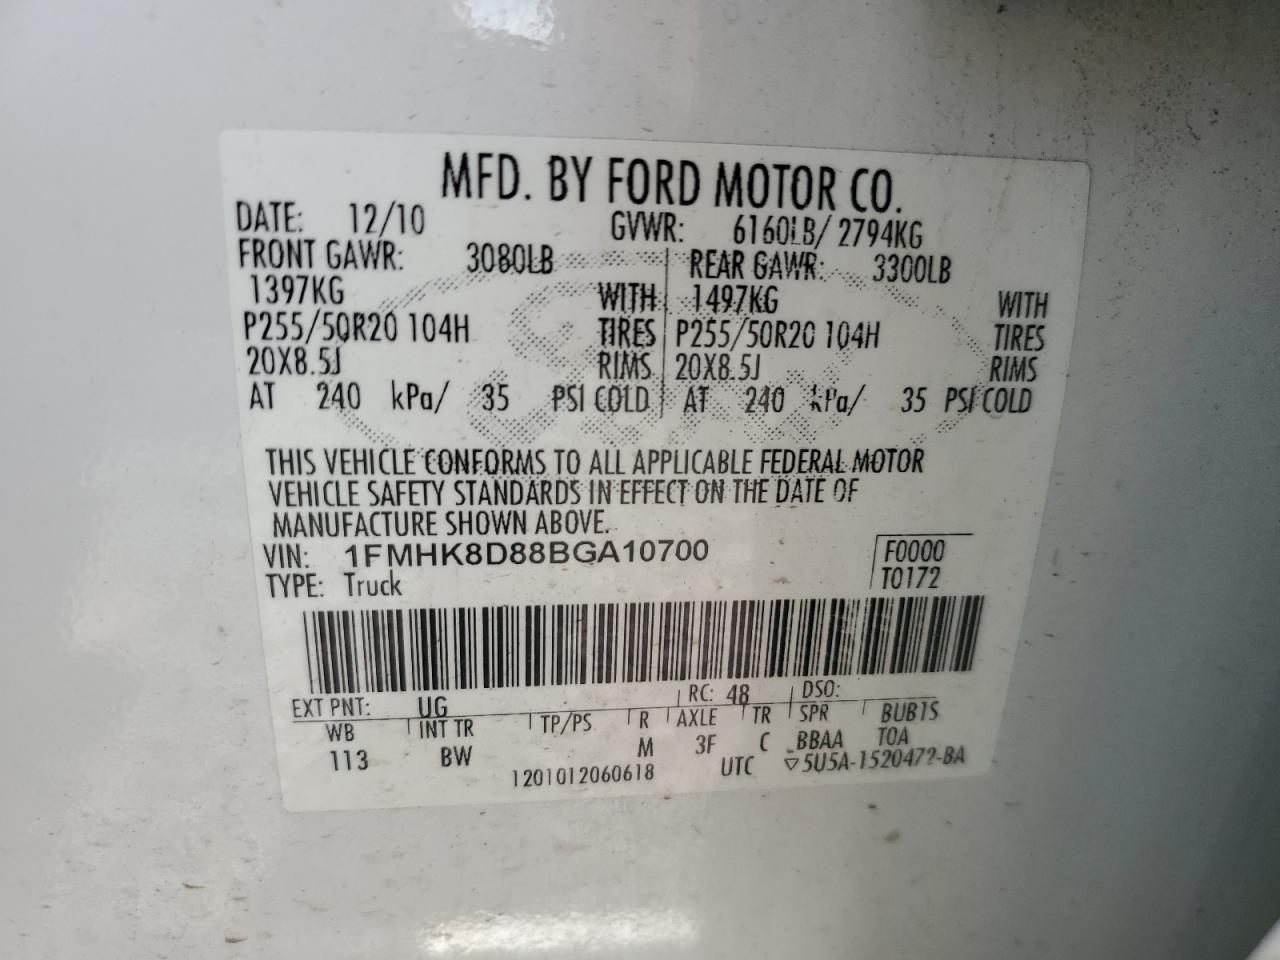 MFD. BY FORD MOTOR CO.
DATE: 12/10 GVWR: 6160LB/ 2794KG
FRONT GAWR: 3080LB REAR GAWR: 3300LB
1397KG WITH 1497KG WITH
P255/50R20 104H TIRES P255/50R20 104H TIRES
20X8.5J RIMS 20X8.5J RIMS
AT 240 kPa/ 35 PSI COLD AT 240 kPa/ 35 PSI COLD
THIS VEHICLE CONFORMS TO ALL APPLICABLE FEDERAL MOTOR
VEHICLE SAFETY STANDARDS IN EFFECT ON THE DATE OF
MANUFACTURE SHOWN ABOVE.
VIN: 1FMHK8D88BGA10700 F0000
TYPE: Truck T0172
EXT PNT: UG RC: 48 DSO:
WB INT TR TP/PS R AXLE TR SPR BUB1S
113 BW M 3F C BBAA TOA
1201012060618 UTC ▽5U5A-1520472-BA